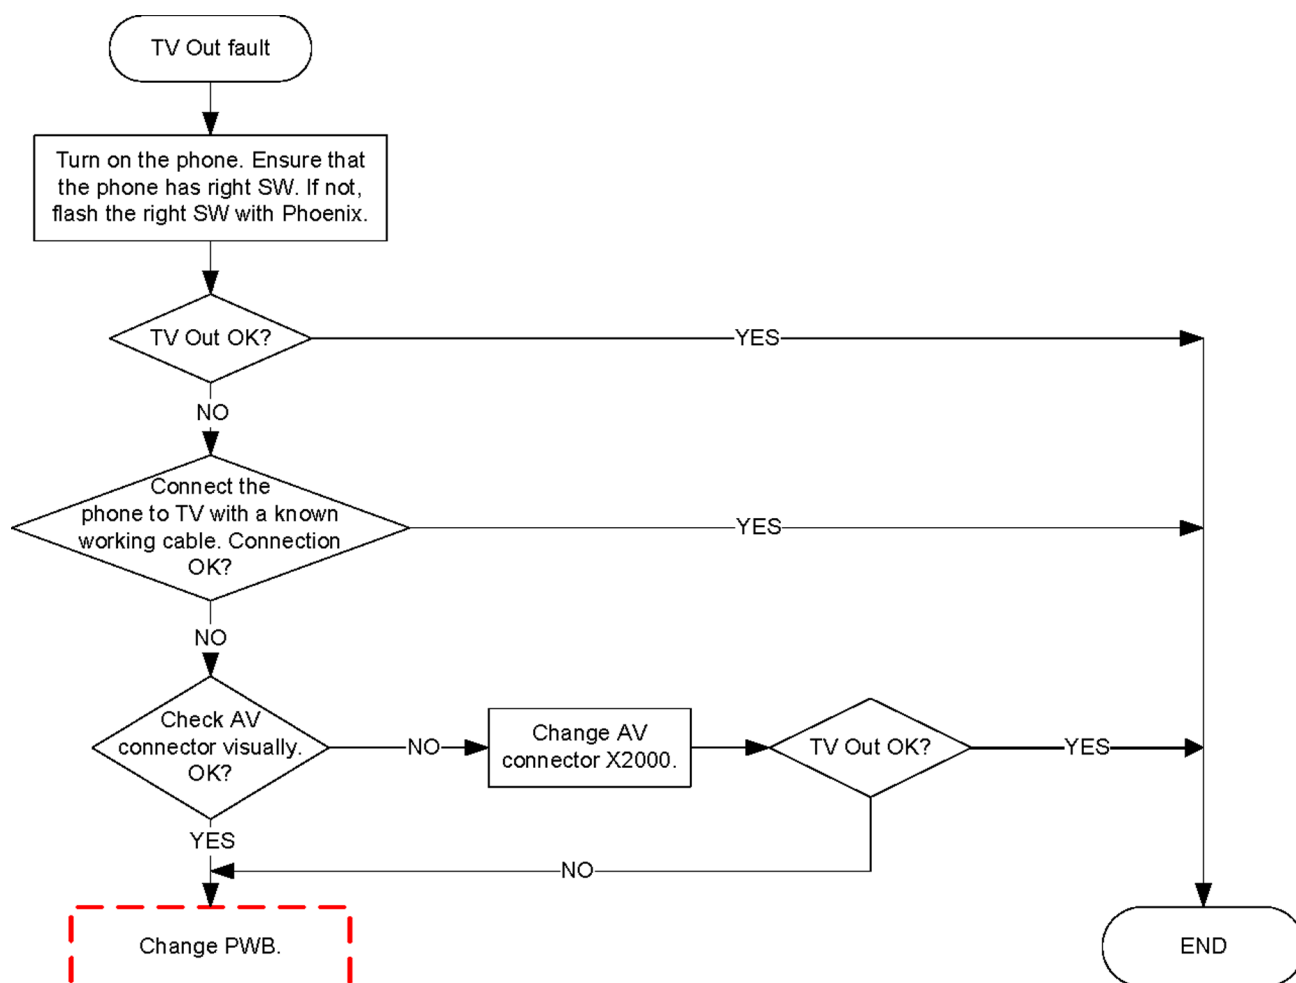 TV Out fault
Turn on the phone. Ensure that
the phone has right SW. If not,
flash the right SW with Phoenix.
TV Out OK?
YES
NO
Connect the
phone to TV with a known
working cable. Connection
OK?
YES
NO
Check AV
connector visually.
OK?
NO
Change AV
connector X2000.
TV Out OK?
YES
YES
NO
Change PWB.
END